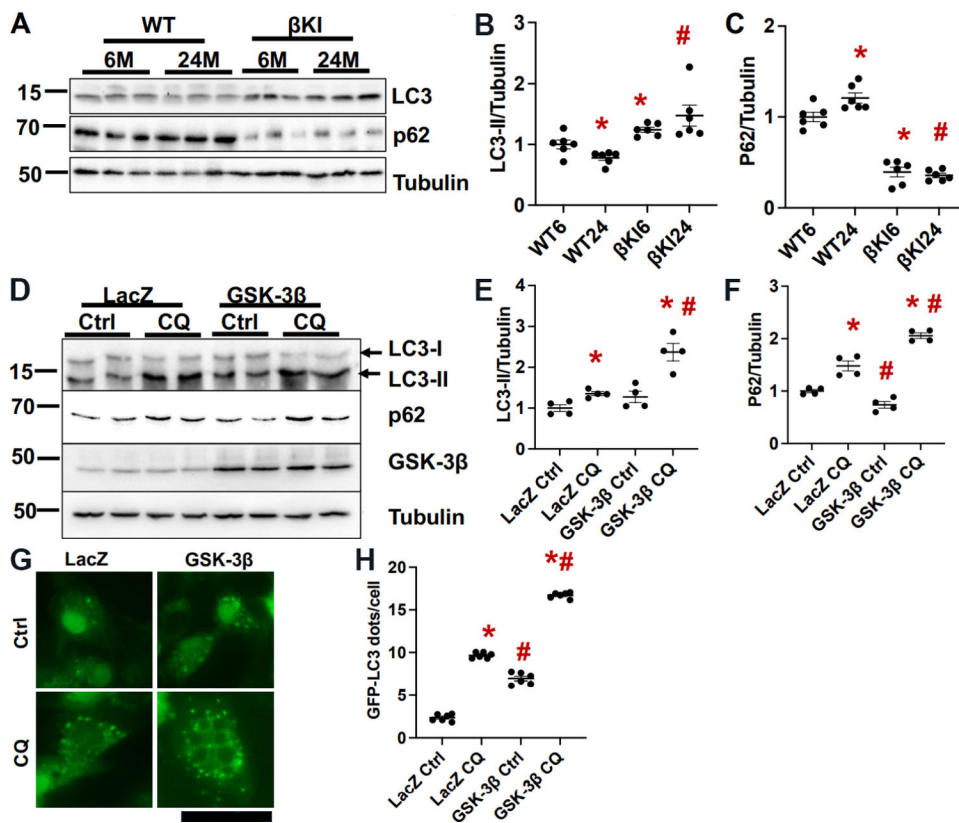 A
WT βKI
6M 24M 6M 24M
15 LC3
70 p62
50 Tubulin
B
LC3-II/Tubulin
3
2
1
0
* * #
WT6 WT24 βKI6 βKI24
C
P62/Tubulin
2
1
0
* * #
WT6 WT24 βKI6 βKI24
D
LacZ GSK-3β
Ctrl CQ Ctrl CQ
LC3-I
15 LC3-II
70 p62
50 GSK-3β
50 Tubulin
E
LC3-II/Tubulin
4
3
2
1
0
* * #
LacZ Ctrl LacZ CQ GSK-3β Ctrl GSK-3β CQ
F
P62/Tubulin
3
2
1
0
* # * #
LacZ Ctrl LacZ CQ GSK-3β Ctrl GSK-3β CQ
G
LacZ GSK-3β
Ctrl
CQ
H
GFP-LC3 dots/cell
20
15
10
5
0
* # *#
LacZ Ctrl LacZ CQ GSK-3β Ctrl GSK-3β CQ